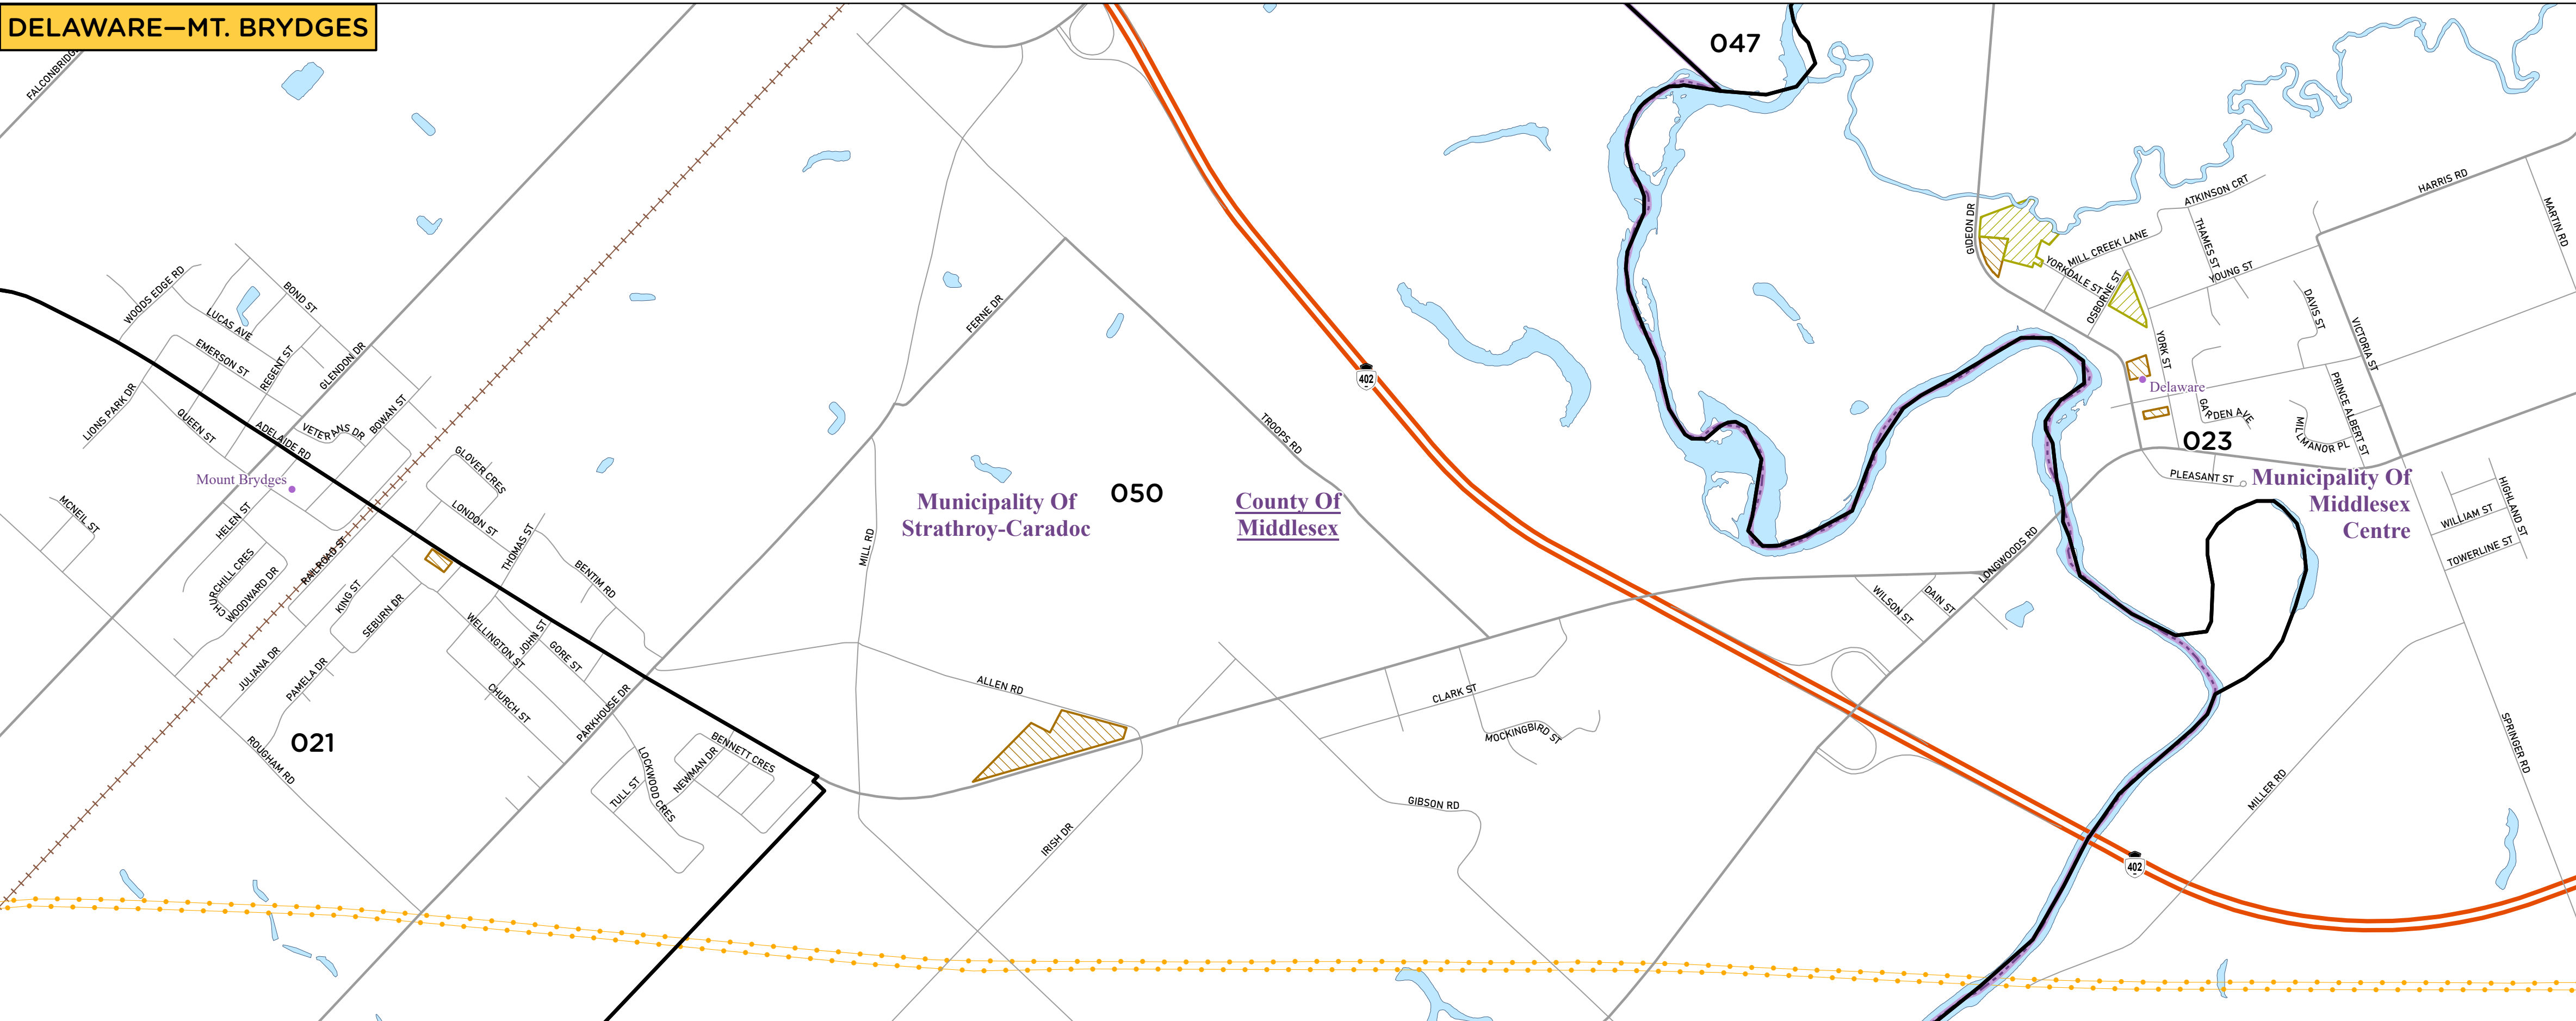 DELAWARE—MT. BRYDGES
FALCONBRIDGE
047
GIDEON DR
ATKINSON CRT
HARRIS RD
MARTIN RD
MILL CREEK LANE
THAMES ST
YORKDALE ST
YOUNG ST
OSBORNE ST
DAVIS ST
VICTORIA ST
YORK ST
Delaware
PRINCE ALBERT ST
GARDEN AVE
MILLMANOR PL
023
PLEASANT ST
Municipality Of
Middlesex
Centre
HIGHLAND ST
WILLIAM ST
TOWERLINE ST
WOODS EDGE RD
BOND ST
LUCAS AVE
EMERSON ST
REGENT ST
GLENDON DR
LIONS PARK DR
QUEEN ST
ADELAIDE RD
VETERANS DR
BOWAN ST
Mount Brydges
GLOVER CRES
LONDON ST
MCNEIL ST
HELEN ST
THOMAS ST
CHURCHILL CRES
WOODWARD DR
RAILROAD ST
KING ST
SEBURN DR
BENTIM RD
WELLINGTON ST
JOHN ST
GORE ST
JULIANA DR
PAMELA DR
CHURCH ST
PARKHOUSE DR
021
ROUGHAM RD
LOCKWOOD CRES
TULL ST
NEWMAN DR
BENNETT CRES
FERNE DR
402
TROOPS RD
Municipality Of
Strathroy-Caradoc
050
County Of
Middlesex
MILL RD
ALLEN RD
IRISH DR
CLARK ST
MOCKINGBIRD ST
GIBSON RD
LONGWOODS RD
WILSON ST
DAIN ST
MILLER RD
SPRINGER RD
402